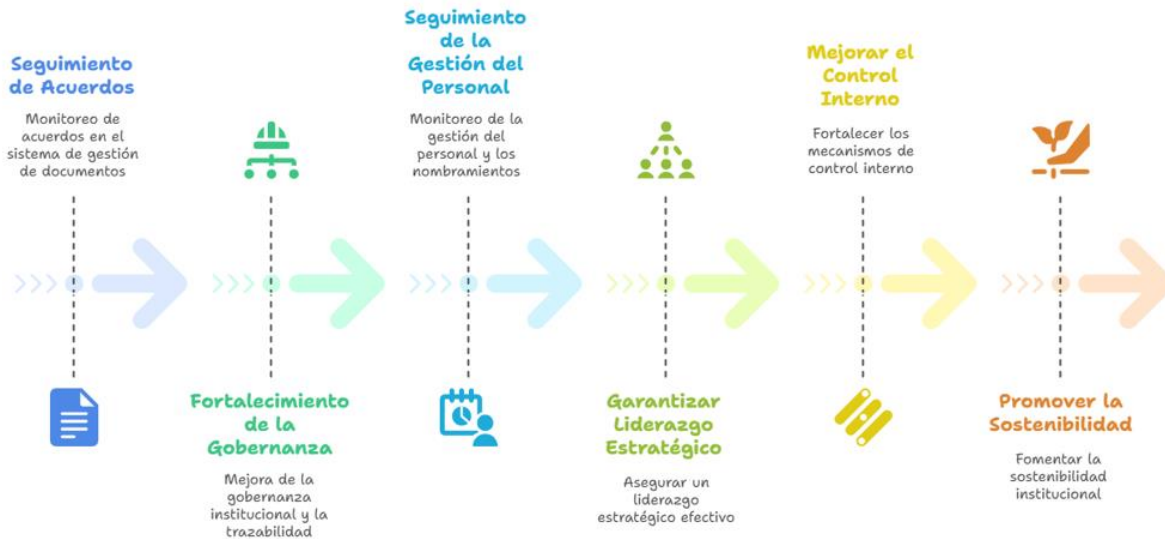 Seguimiento
de Acuerdos
Monitoreo de
acuerdos en el
sistema de gestión
de documentos
Fortalecimiento
de la
Gobernanza
Mejora de la
gobernanza
institucional y la
trazabilidad
Seguimiento
de la
Gestión del
Personal
Monitoreo de la
gestión del
personal y los
nombramientos
Garantizar
Liderazgo
Estratégico
Asegurar un
liderazgo
estratégico efectivo
Mejorar el
Control
Interno
Fortalecer los
mecanismos de
control interno
Promover la
Sostenibilidad
Fomentar la
sostenibilidad
institucional